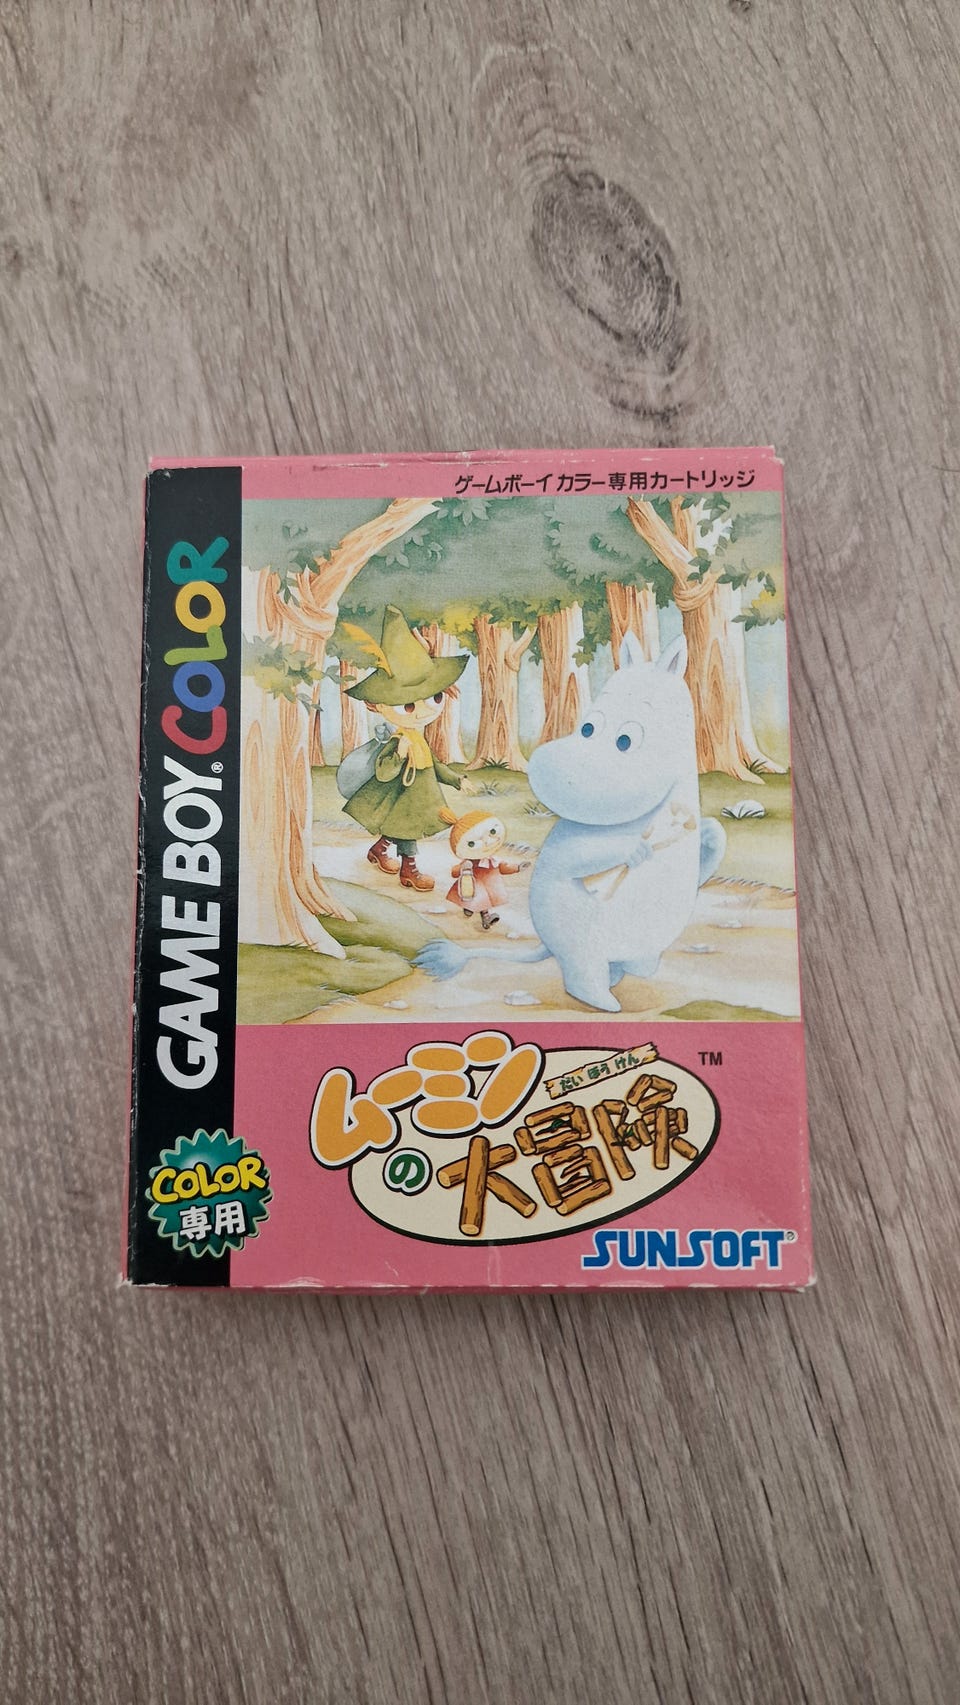 ゲームボーイカラー専用カートリッジ
GAME BOY® COLOR
ムーミン
の
だいぼうけん
大冒険
TM
COLOR
専用
SUNSOFT®